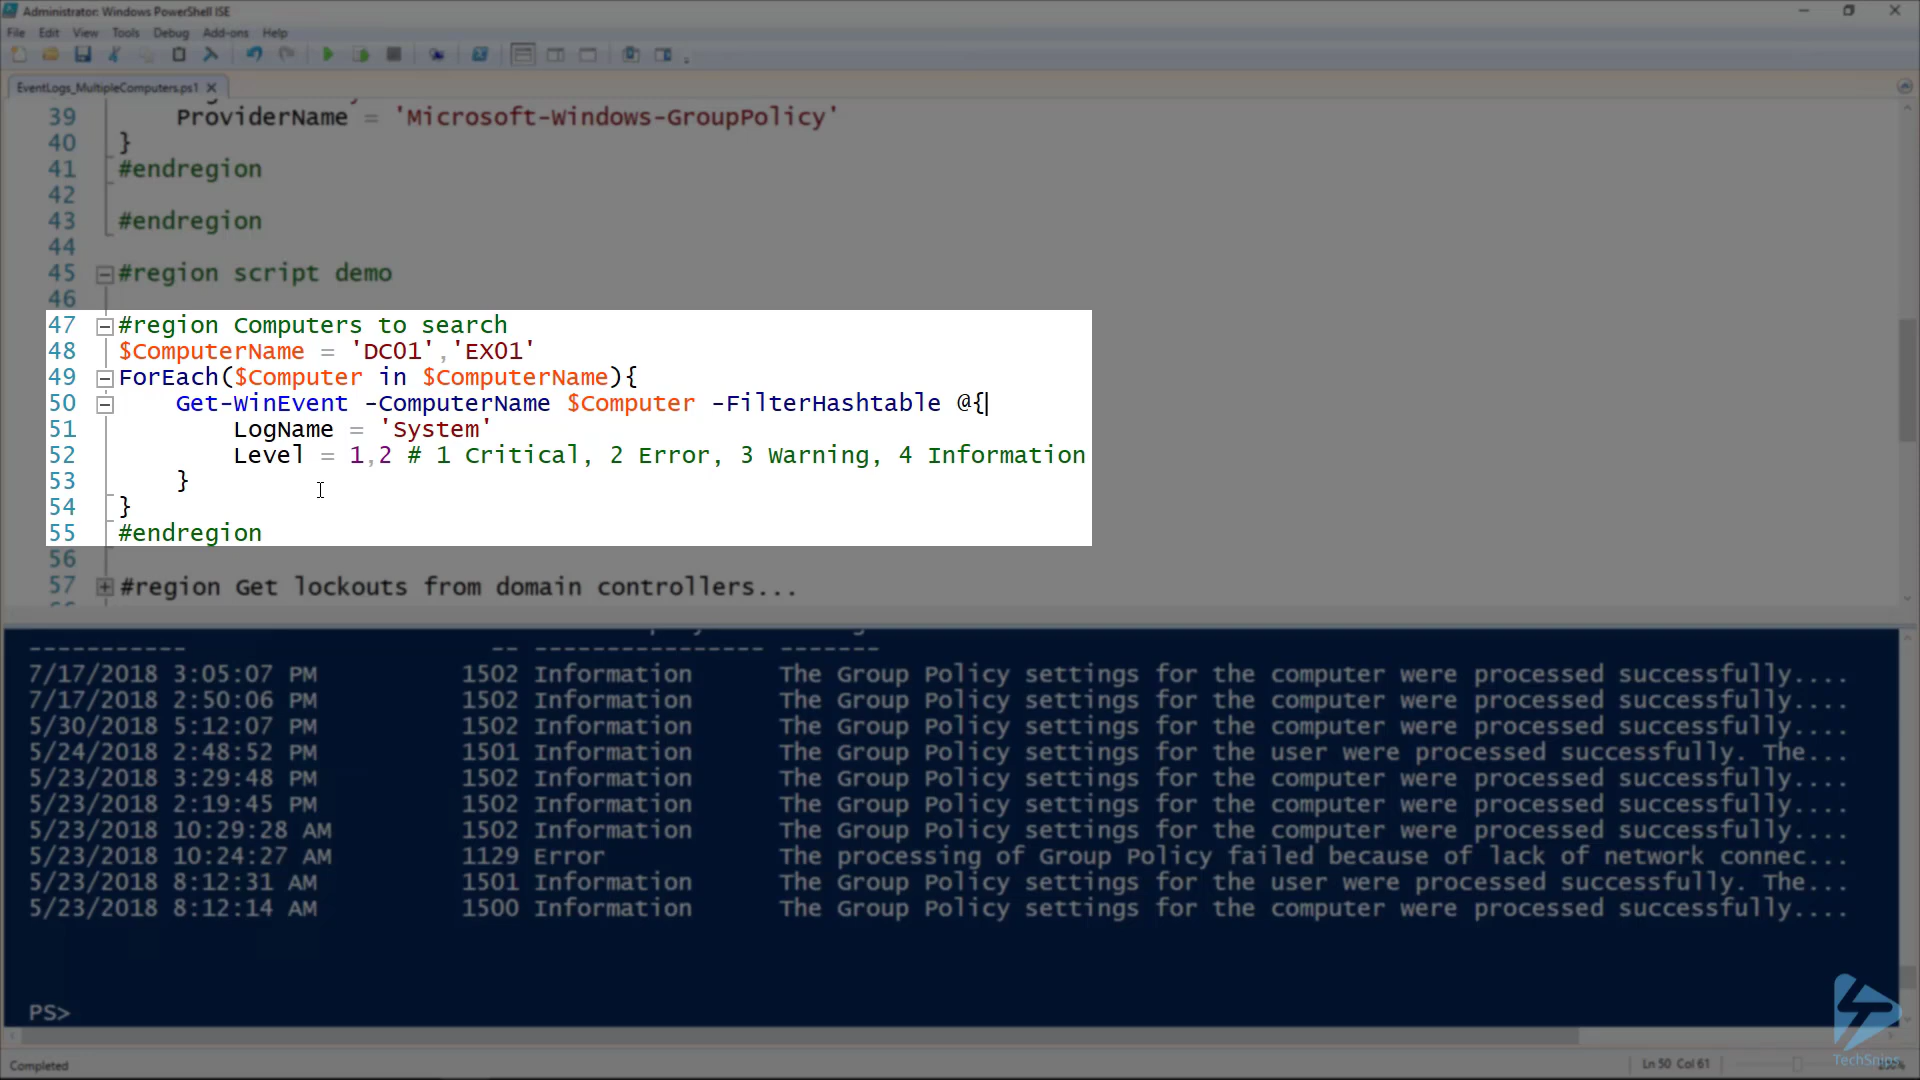 Administrator: Windows PowerShell ISE
File Edit View Tools Debug Add-ons Help
EventLogs_MultipleComputers.ps1
39 ProviderName = 'Microsoft-Windows-GroupPolicy'
40 }
41 #endregion
42
43 #endregion
44
45 #region script demo
46
47 #region Computers to search
48 $ComputerName = 'DC01','EX01'
49 ForEach($Computer in $ComputerName){
50 Get-WinEvent -ComputerName $Computer -FilterHashtable @{
51 LogName = 'System'
52 Level = 1,2 # 1 Critical, 2 Error, 3 Warning, 4 Information
53 }
54 }
55 #endregion
56
57 #region Get lockouts from domain controllers...
----------- -- ---------------- -------
7/17/2018 3:05:07 PM 1502 Information The Group Policy settings for the computer were processed successfully....
7/17/2018 2:50:06 PM 1502 Information The Group Policy settings for the computer were processed successfully....
5/30/2018 5:12:07 PM 1502 Information The Group Policy settings for the computer were processed successfully....
5/24/2018 2:48:52 PM 1501 Information The Group Policy settings for the user were processed successfully. The...
5/23/2018 3:29:48 PM 1502 Information The Group Policy settings for the computer were processed successfully....
5/23/2018 2:19:45 PM 1502 Information The Group Policy settings for the computer were processed successfully....
5/23/2018 10:29:28 AM 1502 Information The Group Policy settings for the computer were processed successfully....
5/23/2018 10:24:27 AM 1129 Error The processing of Group Policy failed because of lack of network connec...
5/23/2018 8:12:31 AM 1501 Information The Group Policy settings for the user were processed successfully. The...
5/23/2018 8:12:14 AM 1500 Information The Group Policy settings for the computer were processed successfully....
PS>
TechSnips
Completed
Ln 50 Col 61